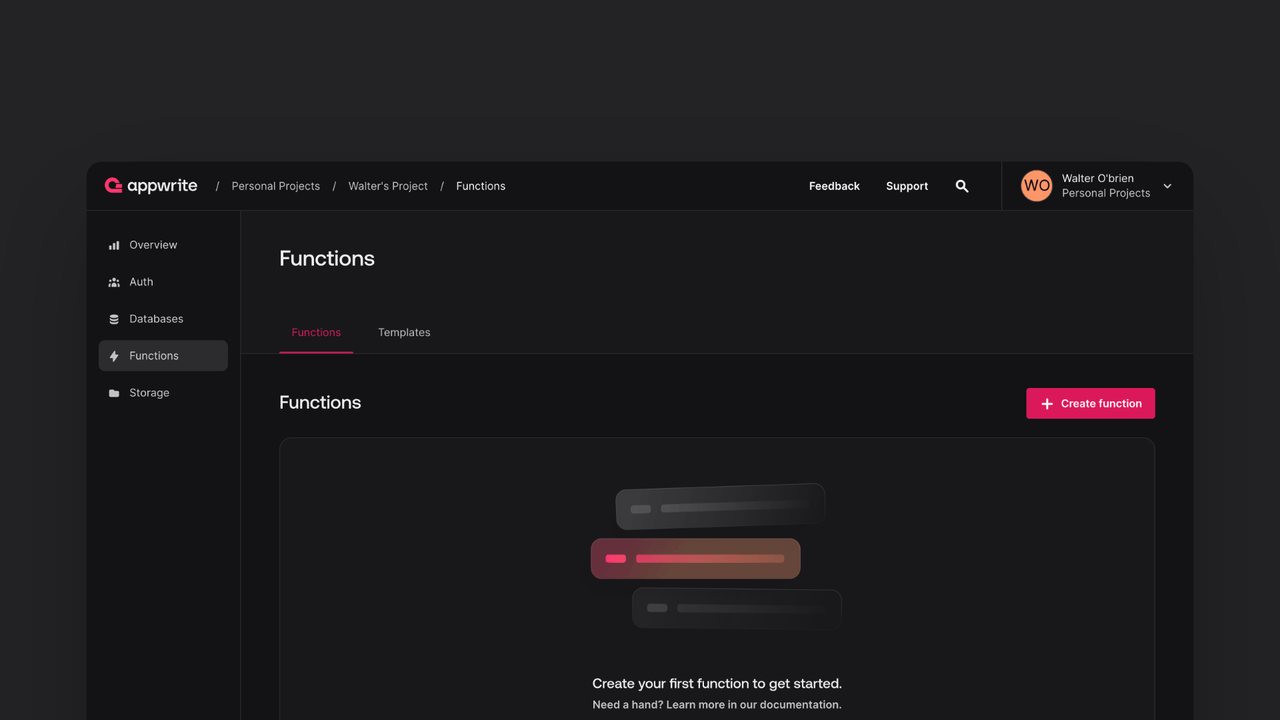 appwrite / Personal Projects / Walter's Project / Functions
Feedback Support
WO Walter O'brien
Personal Projects
Overview
Auth
Databases
Functions
Storage
Functions
Functions Templates
Functions
+ Create function
Create your first function to get started.
Need a hand? Learn more in our documentation.